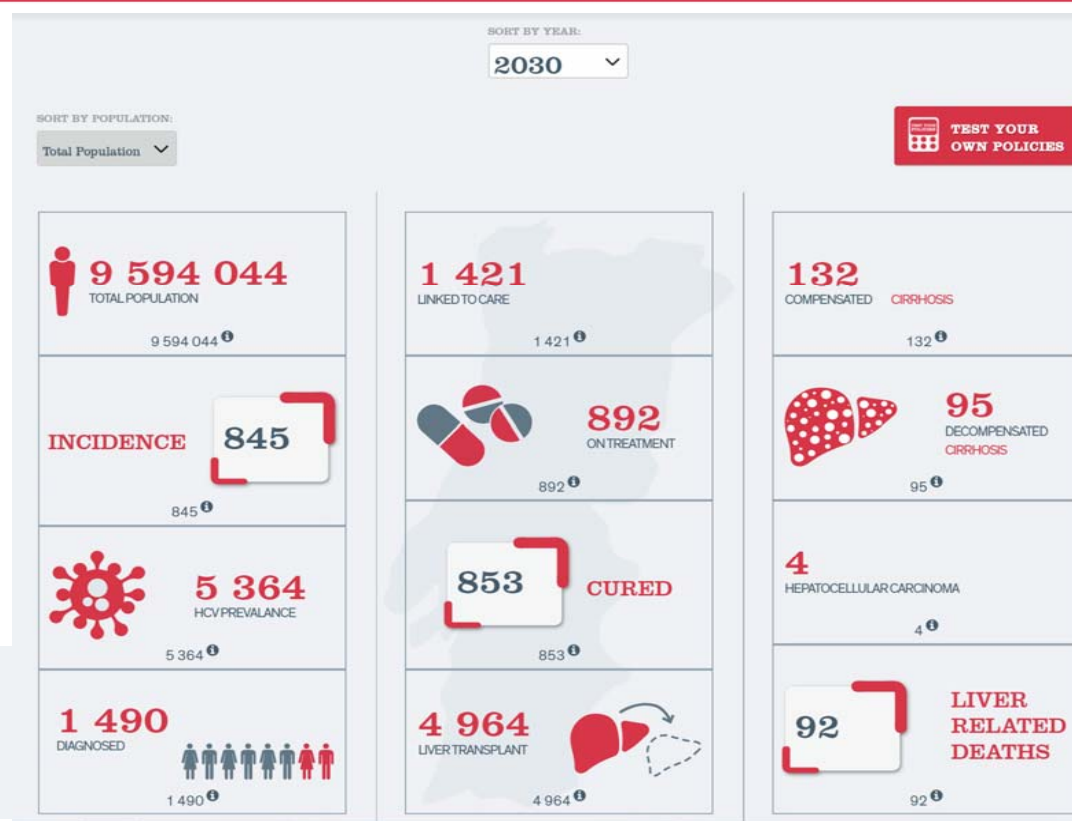 SORT BY YEAR:
2030
SORT BY POPULATION:
Total Population
TEST YOUR
OWN POLICIES
9 594 044
TOTAL POPULATION
9 594 044
INCIDENCE
845
845
5 364
HCV PREVALANCE
5 364
1 490
DIAGNOSED
1 490
1 421
LINKED TO CARE
1 421
892
ON TREATMENT
892
853
CURED
853
4 964
LIVER TRANSPLANT
4 964
132
COMPENSATED CIRRHOSIS
132
95
DECOMPENSATED
CIRRHOSIS
95
4
HEPATOCELLULAR CARCINOMA
4
92
LIVER
RELATED
DEATHS
92